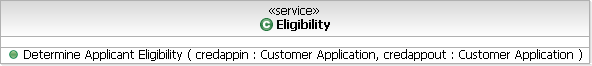 «service»
Eligibility
Determine Applicant Eligibility ( credappin : Customer Application, credappout : Customer Application )